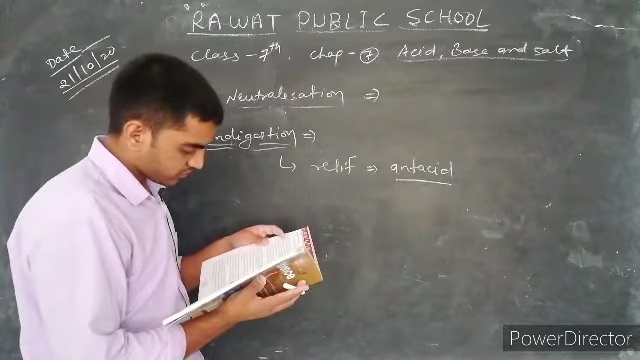 RAWAT PUBLIC SCHOOL
Date
21/10/20
Class - 7th. Chap - 7 Acid, Base and salt
Neutralisation ⇒
indigestion ⇒
↳ relif ⇒ antacid
PowerDirector